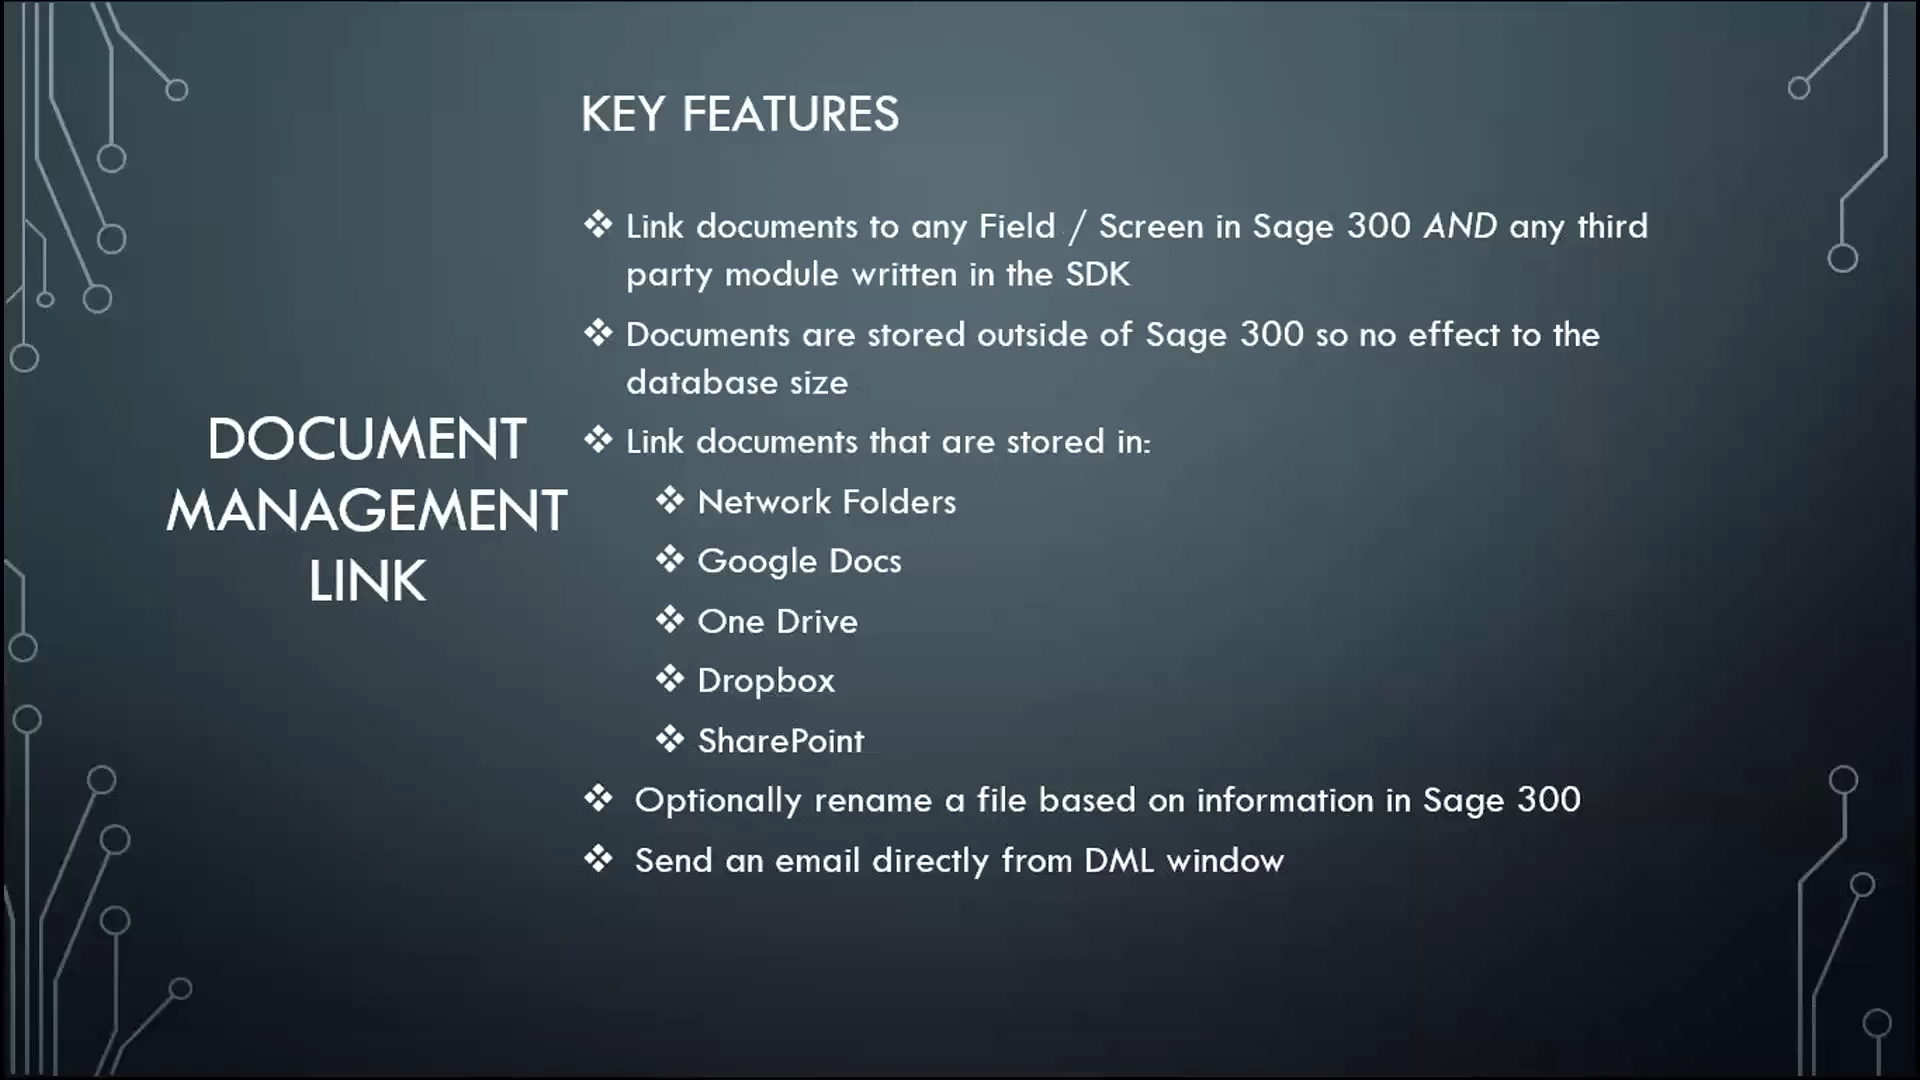 DOCUMENT
MANAGEMENT
LINK
KEY FEATURES
❖ Link documents to any Field / Screen in Sage 300 AND any third
party module written in the SDK
❖ Documents are stored outside of Sage 300 so no effect to the
database size
❖ Link documents that are stored in:
❖ Network Folders
❖ Google Docs
❖ One Drive
❖ Dropbox
❖ SharePoint
❖ Optionally rename a file based on information in Sage 300
❖ Send an email directly from DML window